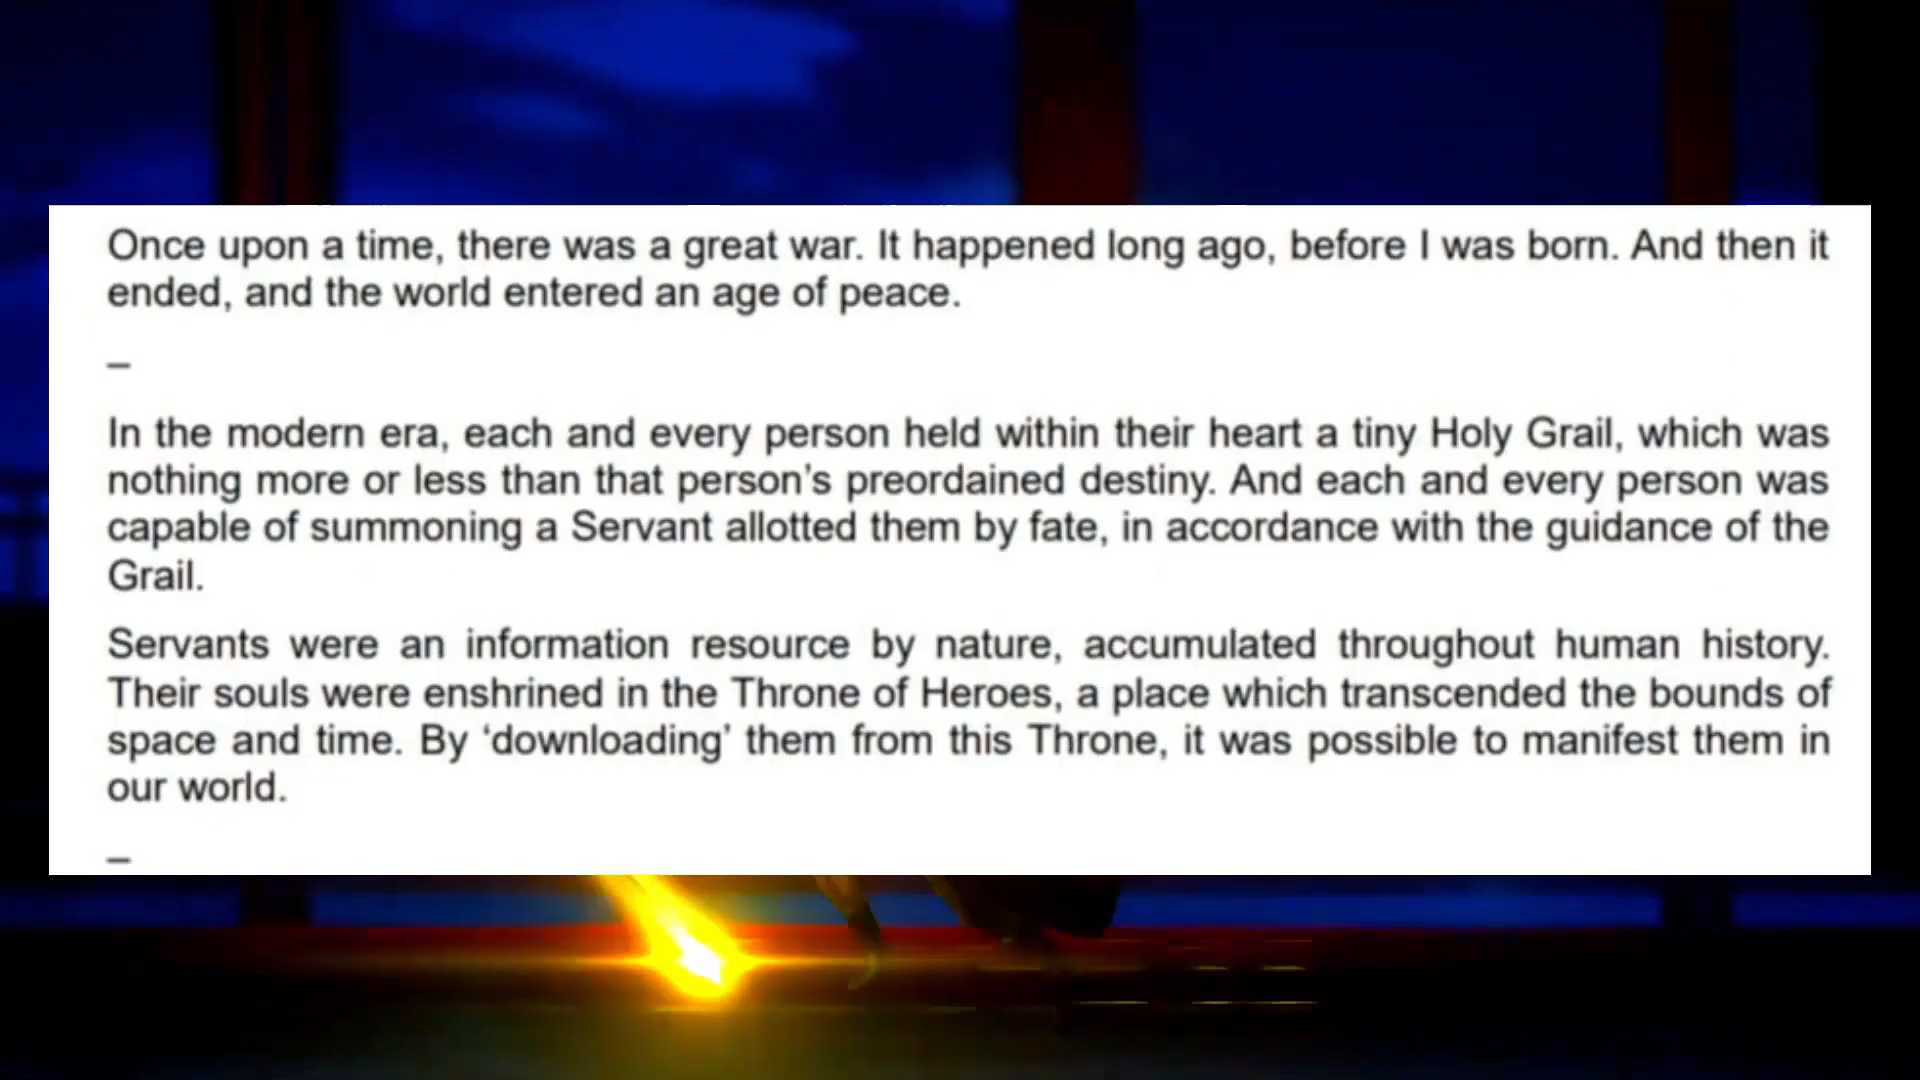 Once upon a time, there was a great war. It happened long ago, before I was born. And then it
ended, and the world entered an age of peace.
–
In the modern era, each and every person held within their heart a tiny Holy Grail, which was
nothing more or less than that person’s preordained destiny. And each and every person was
capable of summoning a Servant allotted them by fate, in accordance with the guidance of the
Grail.
Servants were an information resource by nature, accumulated throughout human history.
Their souls were enshrined in the Throne of Heroes, a place which transcended the bounds of
space and time. By ‘downloading’ them from this Throne, it was possible to manifest them in
our world.
–